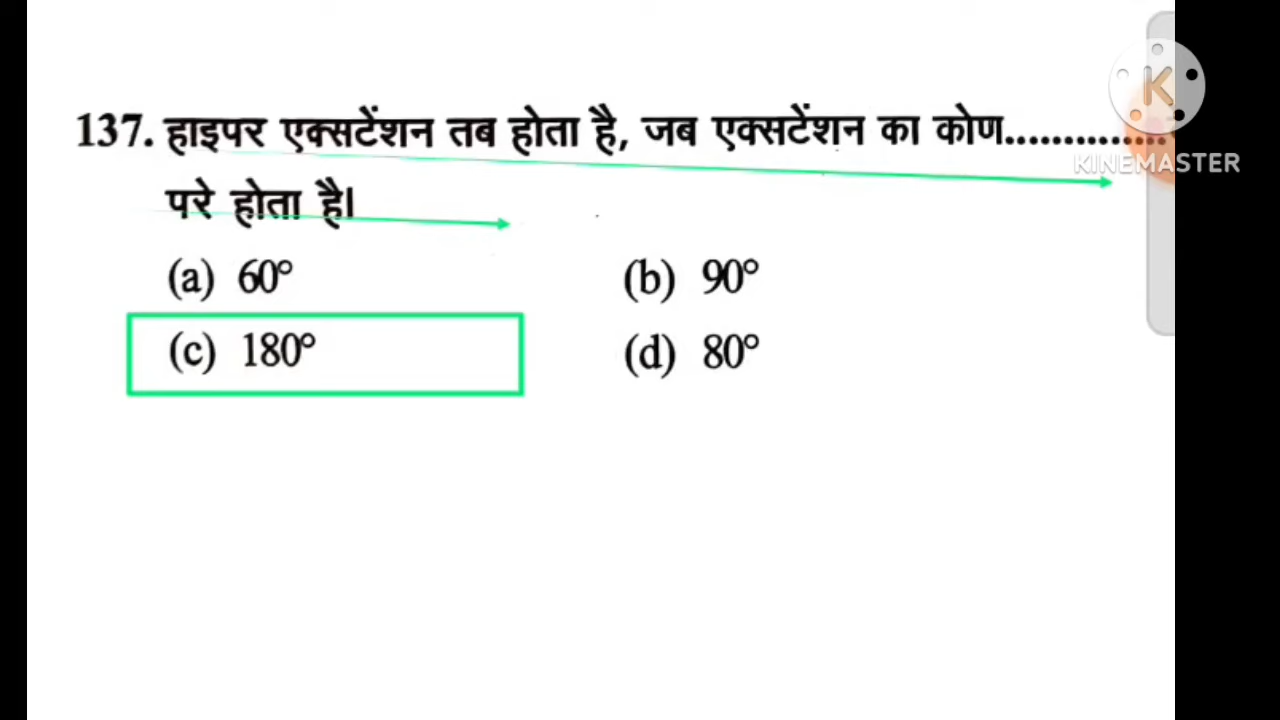 137. हाइपर एक्सटेंशन तब होता है, जब एक्सटेंशन का कोण..............
KINEMASTER
परे होता है।
(a) 60° (b) 90°
(c) 180° (d) 80°